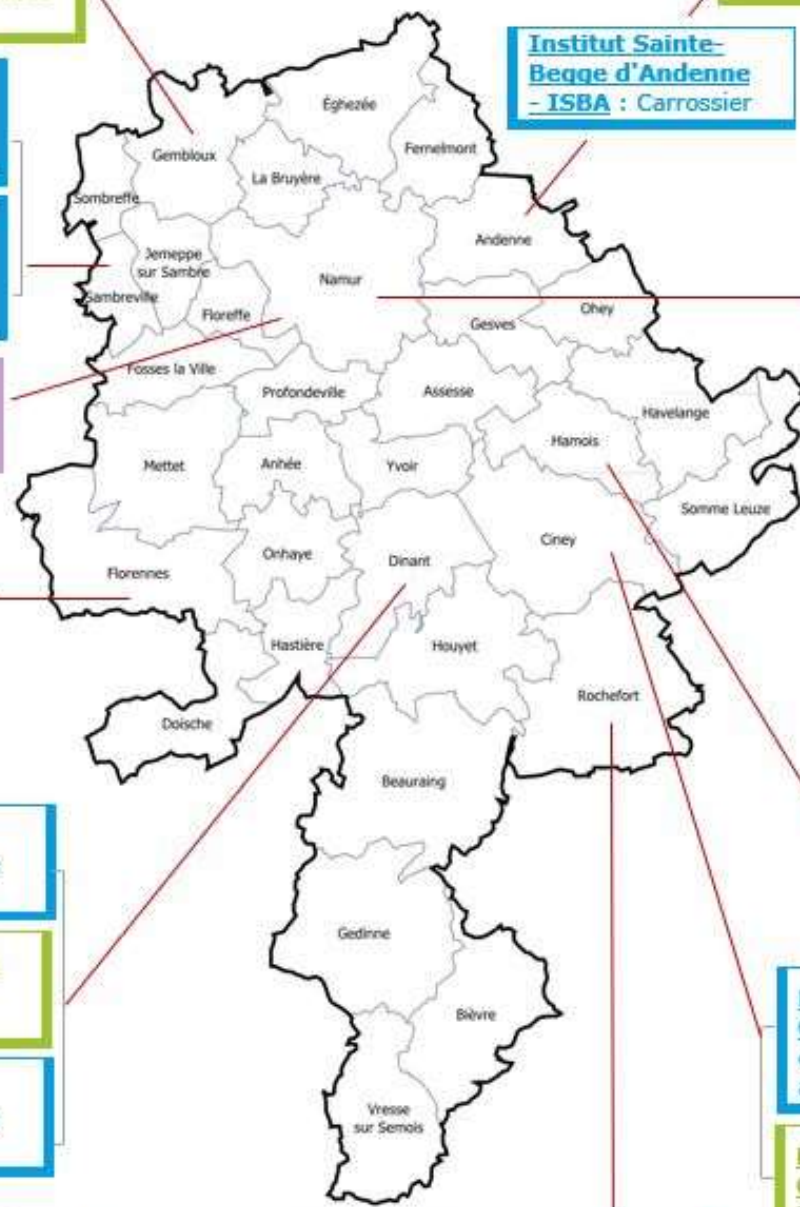 Institut Sainte-
Begge d'Andenne
- ISBA : Carrossier
Éghezée
Fernelmont
Gembloux
La Bruyère
Sombreffe
Andenne
Jemeppe
sur Sambre
Namur
Sambreville
Floreffe
Gesves
Ohey
Fosses la Ville
Profondeville
Assesse
Havelange
Hamois
Mettet
Anhée
Yvoir
Somme Leuze
Ciney
Onhaye
Dinant
Florennes
Hastière
Houyet
Rochefort
Doische
Beauraing
Gedinne
Bièvre
Vresse
sur Semois